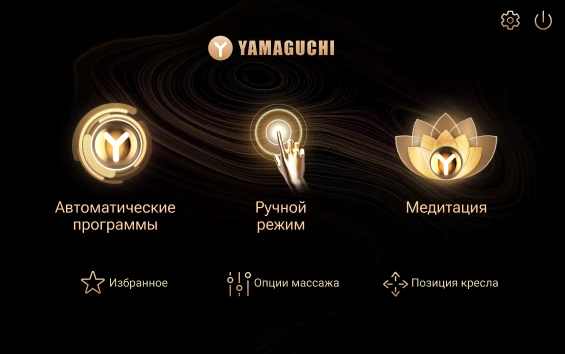 YAMAGUCHI
Автоматические
программы
Ручной
режим
Медитация
Избранное
Опции массажа
Позиция кресла